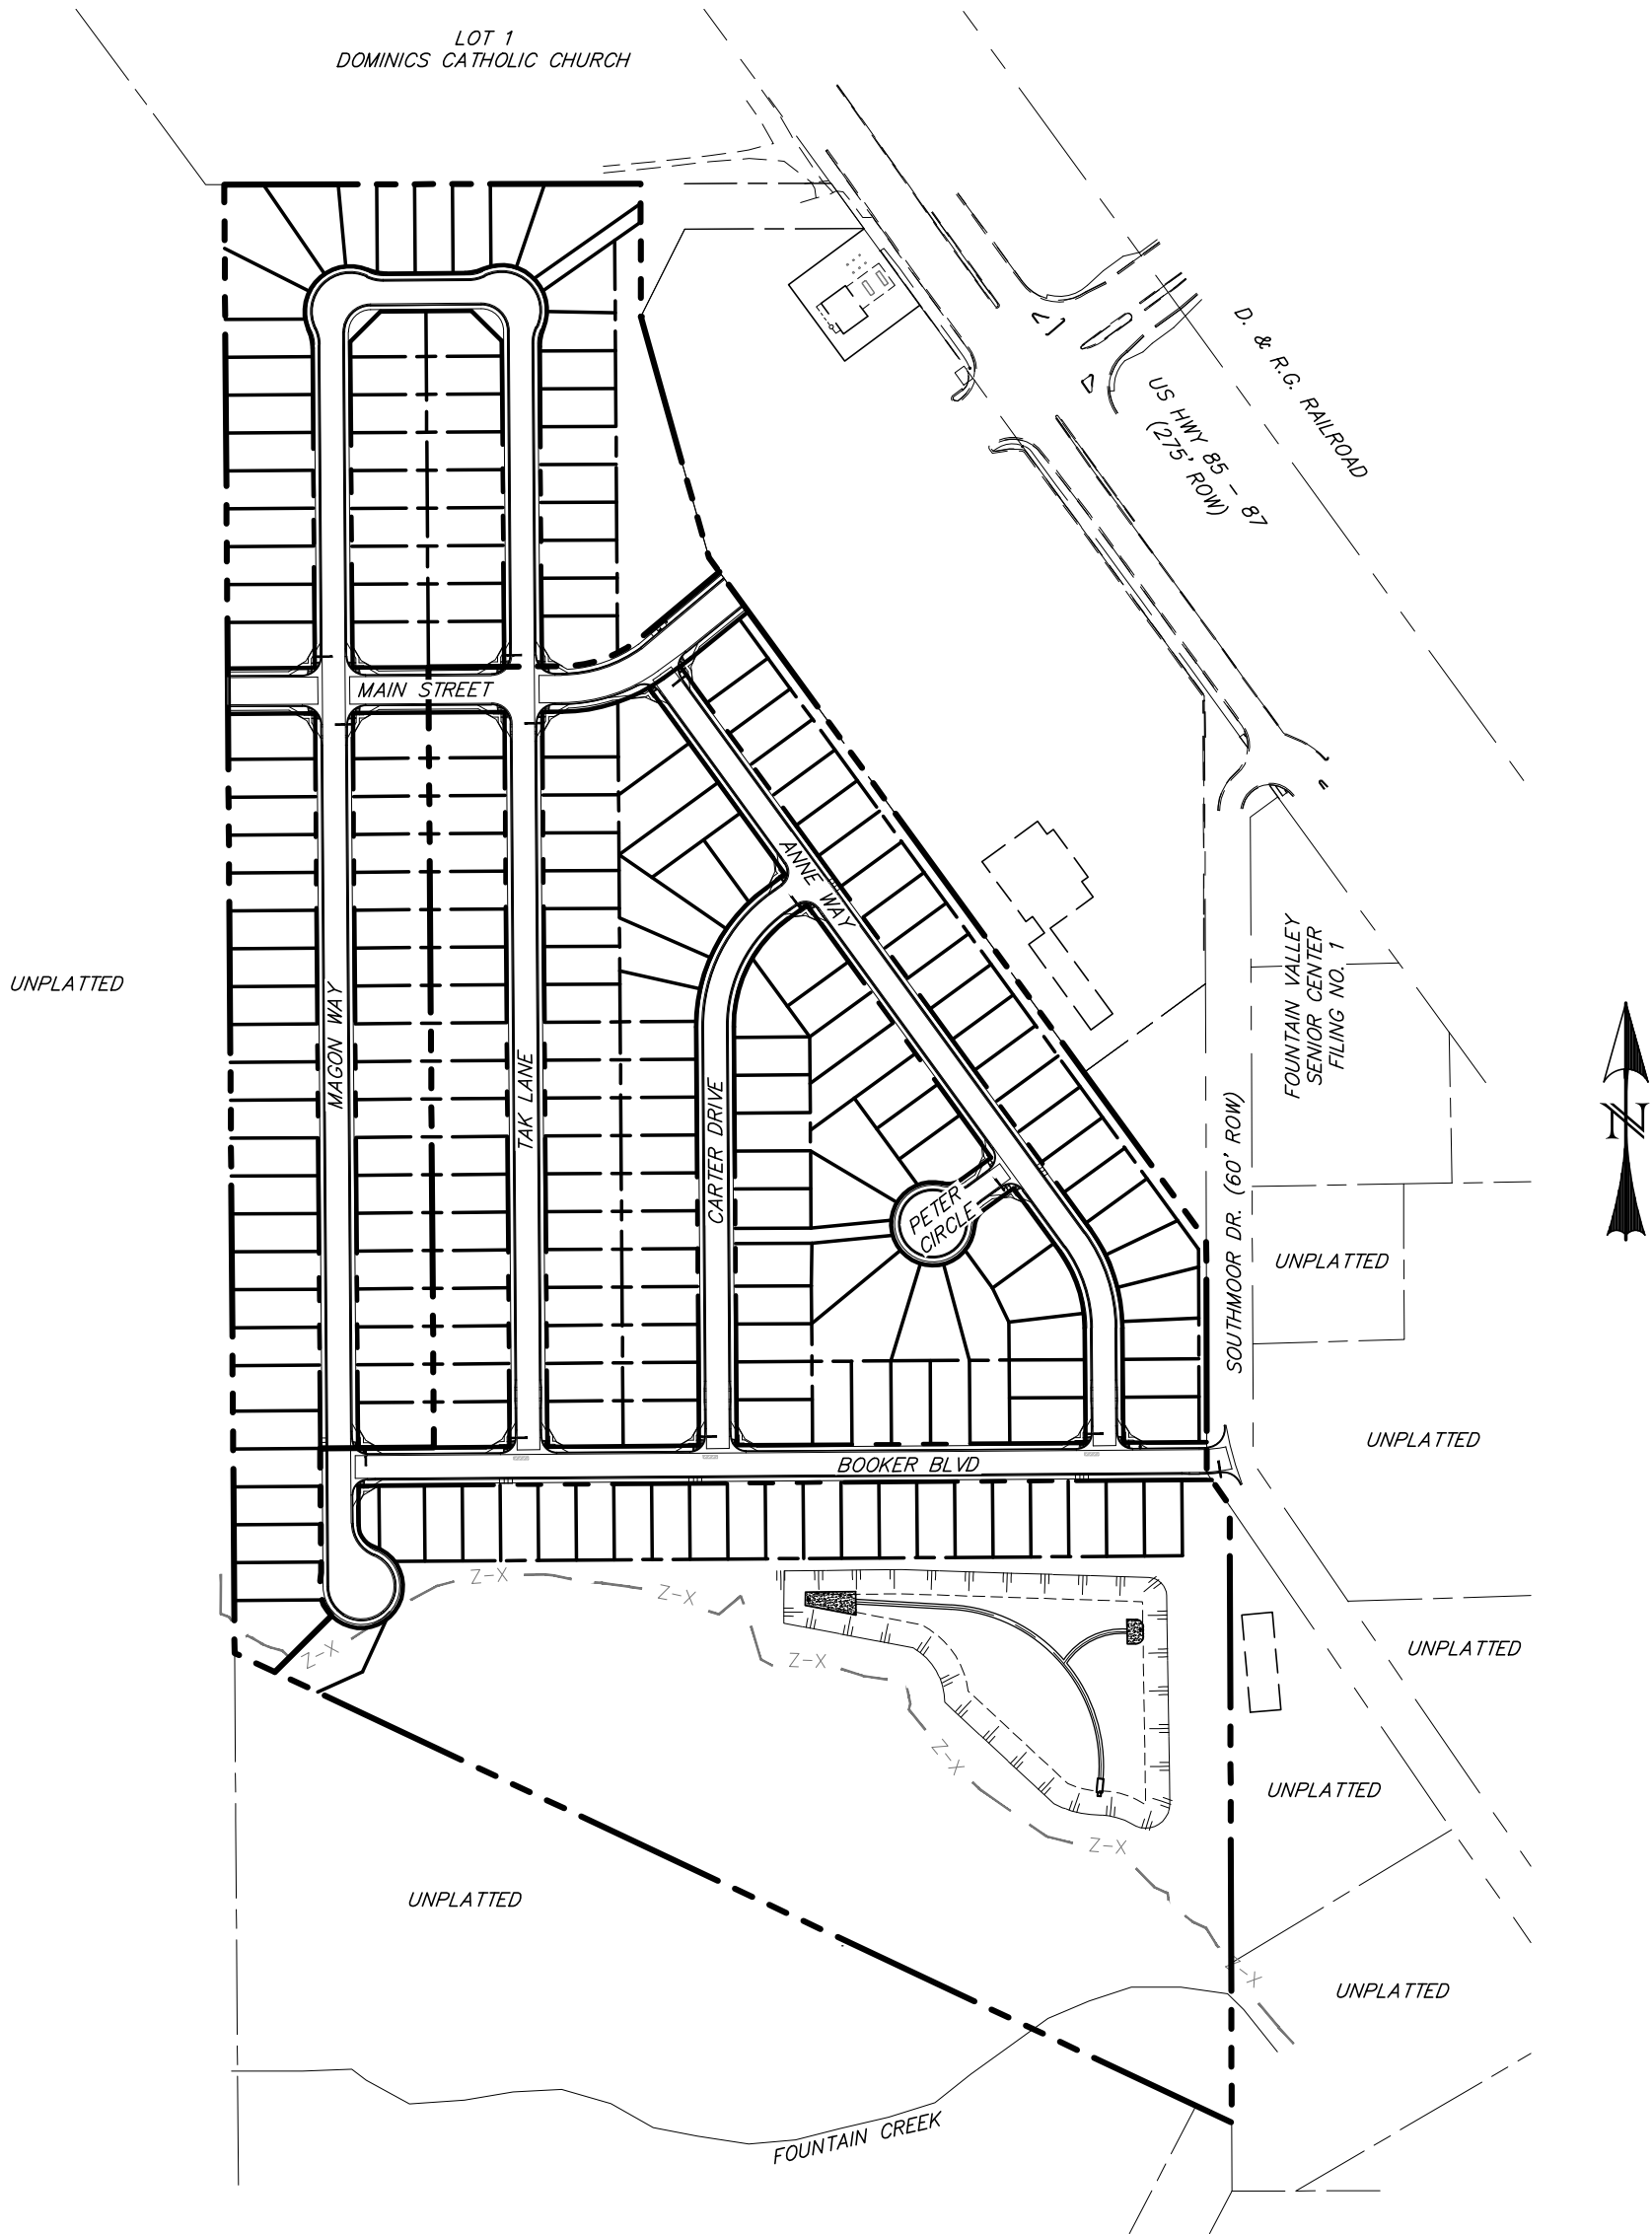 LOT 1
DOMINICS CATHOLIC CHURCH
D. & R.G. RAILROAD
US HWY 85 - 87
(275' ROW)
MAIN STREET
ANNE WAY
FOUNTAIN VALLEY
SENIOR CENTER
FILING NO. 1
UNPLATTED
MAGON WAY
TAK LANE
CARTER DRIVE
N
PETER
CIRCLE
SOUTHMOOR DR. (60' ROW)
UNPLATTED
UNPLATTED
BOOKER BLVD
Z-X
Z-X
Z-X
Z-X
UNPLATTED
Z-X
UNPLATTED
Z-X
UNPLATTED
Z-X
UNPLATTED
FOUNTAIN CREEK